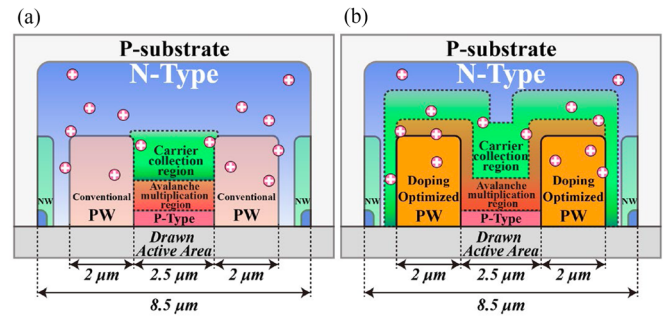 (a)
P-substrate
N-Type
Carrier
collection
region
Avalanche
multiplication
region
P-Type
Conventional
PW
Conventional
PW
NW
NW
Drawn
Active Area
2 μm
2.5 μm
2 μm
8.5 μm
(b)
P-substrate
N-Type
Carrier
collection
region
Avalanche
multiplication
region
P-Type
Doping
Optimized
PW
Doping
Optimized
PW
NW
NW
Drawn
Active Area
2 μm
2.5 μm
2 μm
8.5 μm